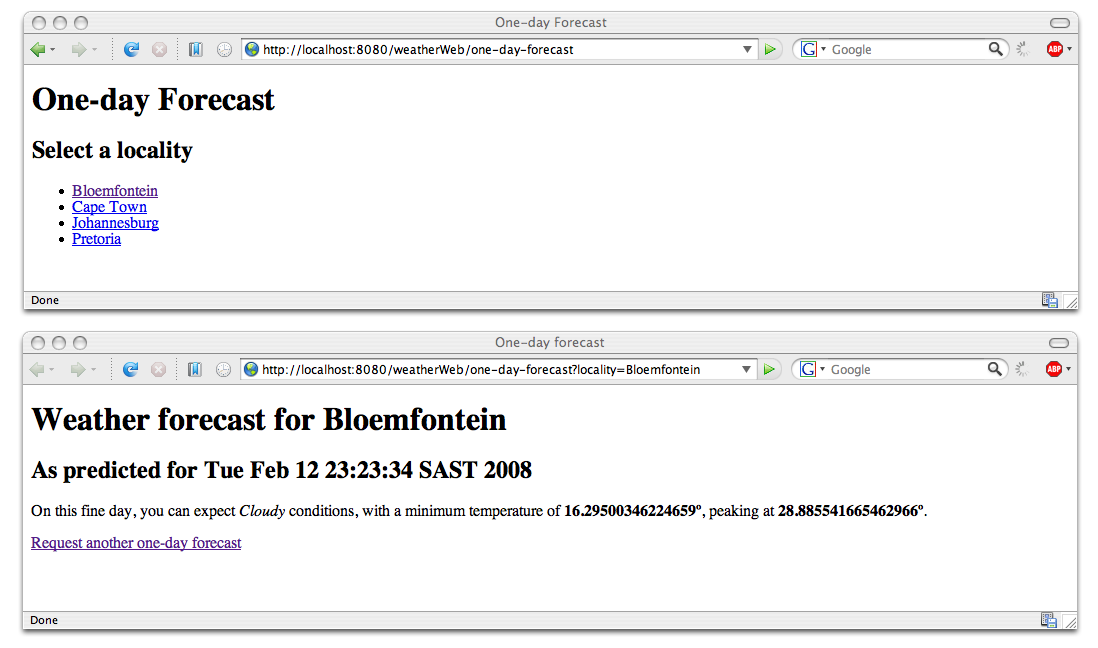 One-day Forecast
http://localhost:8080/weatherWeb/one-day-forecast
G
Google
ABP
One-day Forecast
Select a locality
Bloemfontein
Cape Town
Johannesburg
Pretoria
Done
One-day forecast
http://localhost:8080/weatherWeb/one-day-forecast?locality=Bloemfontein
G
Google
ABP
Weather forecast for Bloemfontein
As predicted for Tue Feb 12 23:23:34 SAST 2008
On this fine day, you can expect Cloudy conditions, with a minimum temperature of 16.29500346224659º, peaking at 28.885541665462966º.
Request another one-day forecast
Done